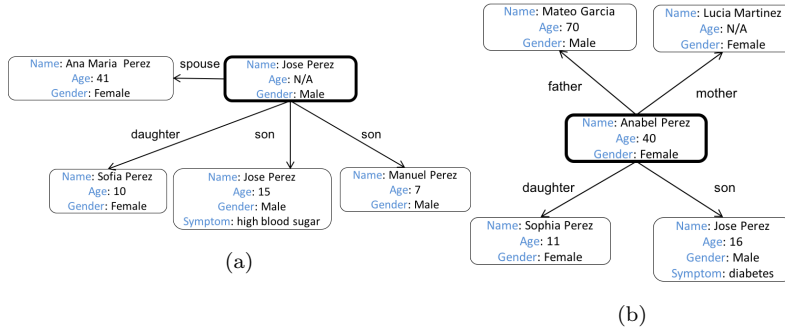 Name: Ana Maria Perez
Age: 41
Gender: Female
spouse
Name: Jose Perez
Age: N/A
Gender: Male
daughter
son
son
Name: Sofia Perez
Age: 10
Gender: Female
Name: Jose Perez
Age: 15
Gender: Male
Symptom: high blood sugar
Name: Manuel Perez
Age: 7
Gender: Male
(a)
Name: Mateo Garcia
Age: 70
Gender: Male
Name: Lucia Martinez
Age: N/A
Gender: Female
father
mother
Name: Anabel Perez
Age: 40
Gender: Female
daughter
son
Name: Sophia Perez
Age: 11
Gender: Female
Name: Jose Perez
Age: 16
Gender: Male
Symptom: diabetes
(b)